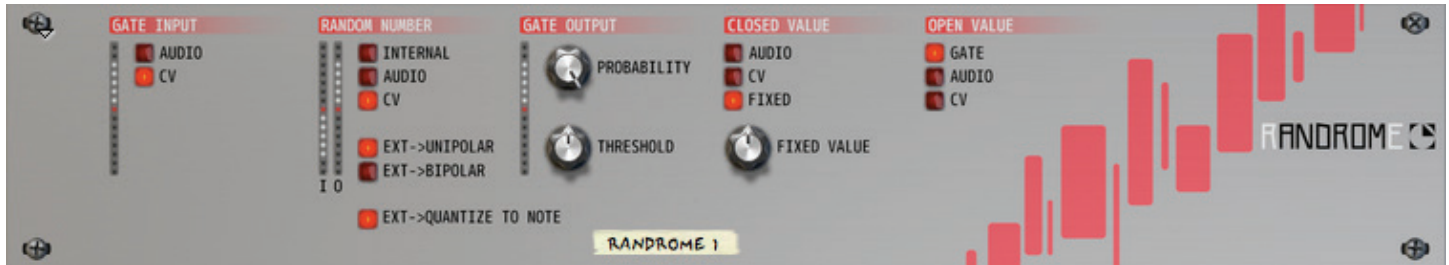 GATE INPUT
AUDIO
CV
RANDOM NUMBER
INTERNAL
AUDIO
CV
EXT->UNIPOLAR
EXT->BIPOLAR
I O
EXT->QUANTIZE TO NOTE
GATE OUTPUT
PROBABILITY
THRESHOLD
CLOSED VALUE
AUDIO
CV
FIXED
FIXED VALUE
OPEN VALUE
GATE
AUDIO
CV
RANDROME
RANDROME 1